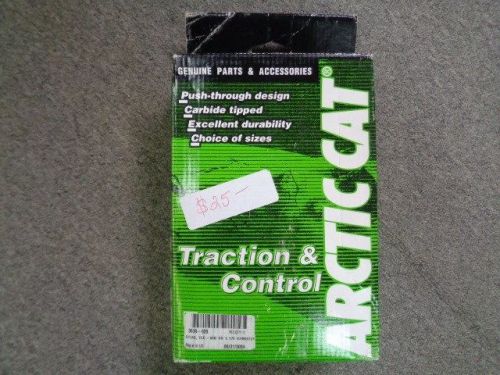 GENUINE PARTS & ACCESSORIES
Push-through design
Carbide tipped
Excellent durability
Choice of sizes
ARCTIC CAT®
$25-
Traction &
Control